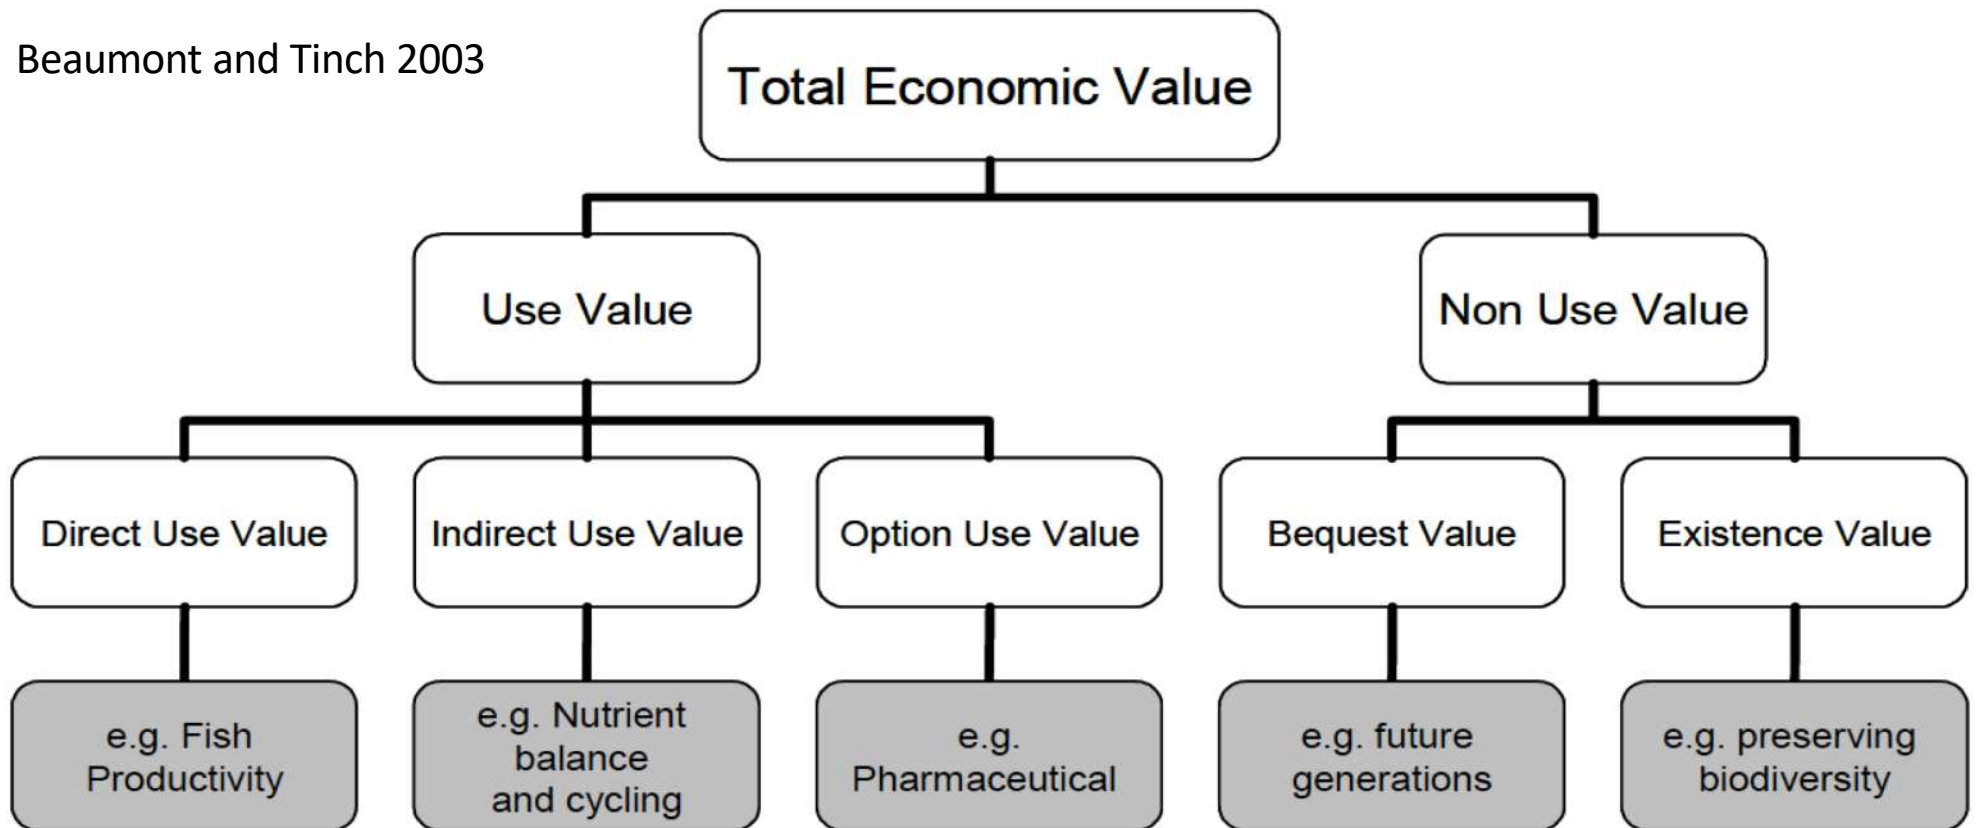 Beaumont and Tinch 2003
Total Economic Value
Use Value
Non Use Value
Direct Use Value
Indirect Use Value
Option Use Value
Bequest Value
Existence Value
e.g. Fish
Productivity
e.g. Nutrient
balance
and cycling
e.g.
Pharmaceutical
e.g. future
generations
e.g. preserving
biodiversity